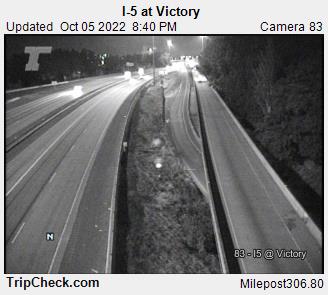 I-5 at Victory
Updated  Oct 05 2022  8:40 PM
Camera 83
T
N
83 - I5 @ Victory
TripCheck.com
Milepost306.80